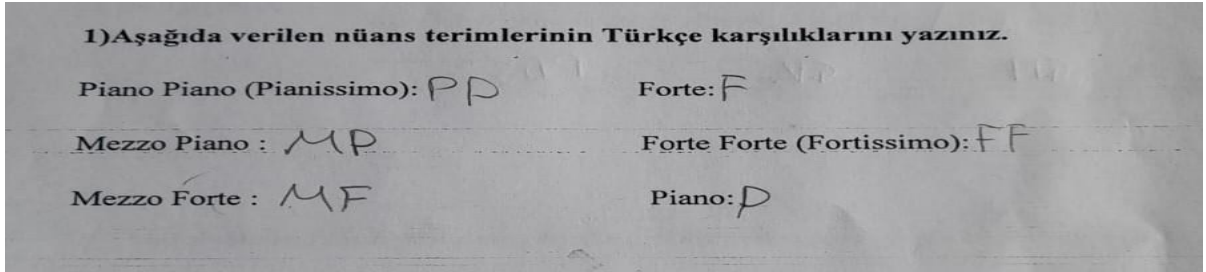 1)Aşağıda verilen nüans terimlerinin Türkçe karşılıklarını yazınız.
Piano Piano (Pianissimo): PP Forte: F
Mezzo Piano : MP Forte Forte (Fortissimo): FF
Mezzo Forte : MF Piano: P